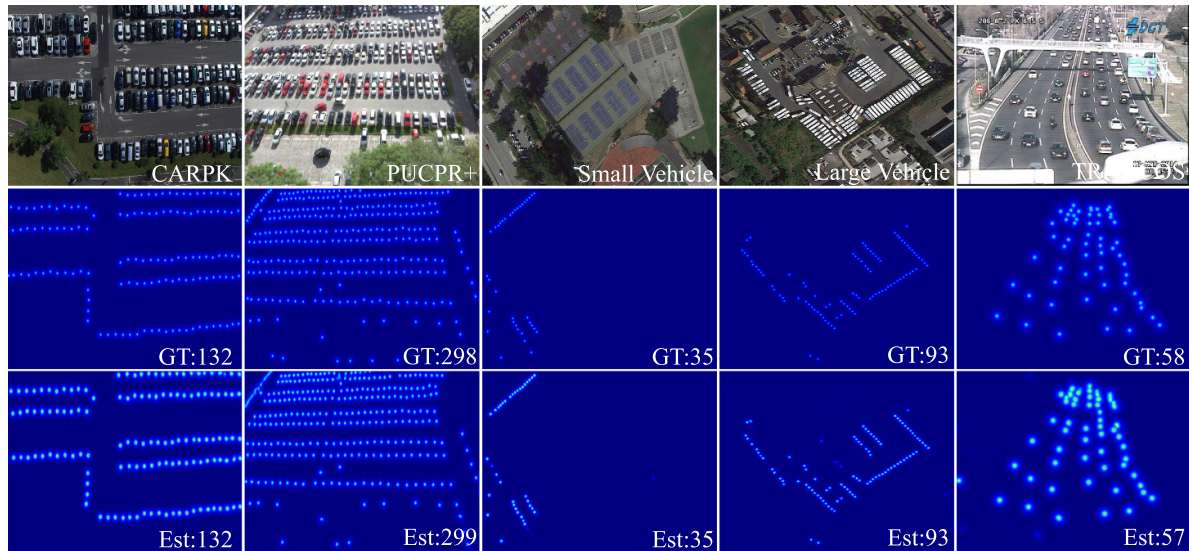 CARPK
PUCPR+
Small Vehicle
Large Vehicle
DGT
GT:132
GT:298
GT:35
GT:93
GT:58
Est:132
Est:299
Est:35
Est:93
Est:57